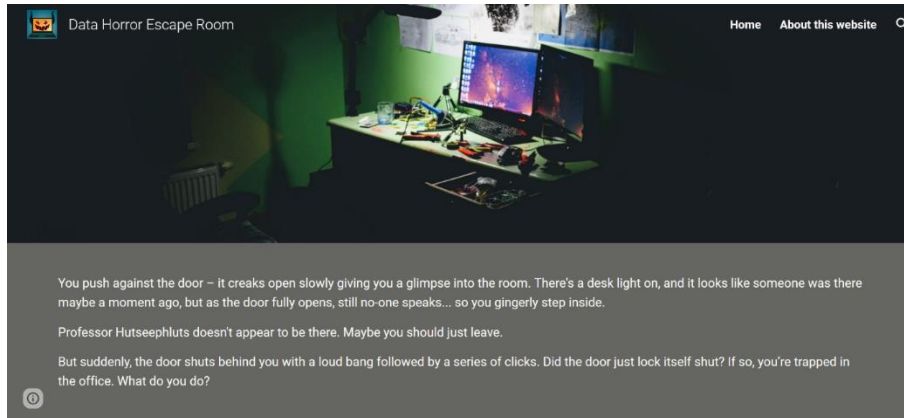 Data Horror Escape Room
Home
About this website
You push against the door – it creaks open slowly giving you a glimpse into the room. There's a desk light on, and it looks like someone was there
maybe a moment ago, but as the door fully opens, still no-one speaks... so you gingerly step inside.
Professor Hutseephluts doesn't appear to be there. Maybe you should just leave.
But suddenly, the door shuts behind you with a loud bang followed by a series of clicks. Did the door just lock itself shut? If so, you're trapped in
the office. What do you do?